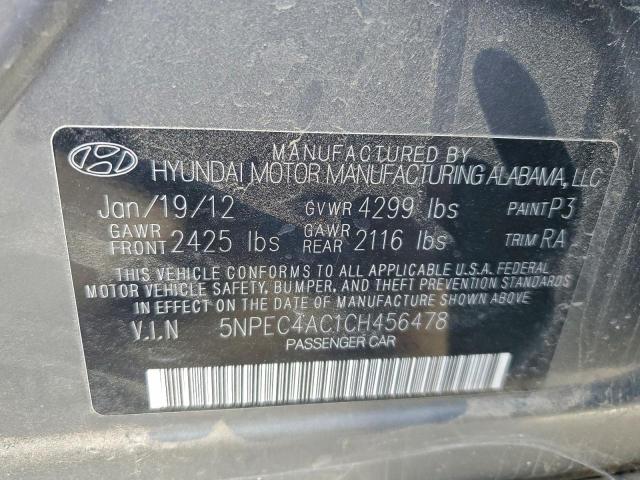 MANUFACTURED BY
HYUNDAI MOTOR MANUFACTURING ALABAMA, LLC
Jan/19/12 GVWR 4299 lbs PAINT P3
GAWR FRONT 2425 lbs GAWR REAR 2116 lbs TRIM RA
THIS VEHICLE CONFORMS TO ALL APPLICABLE U.S.A. FEDERAL
MOTOR VEHICLE SAFETY, BUMPER, AND THEFT PREVENTION STANDARDS
IN EFFECT ON THE DATE OF MANUFACTURE SHOWN ABOVE.
V.I.N 5NPEC4AC1CH456478
PASSENGER CAR